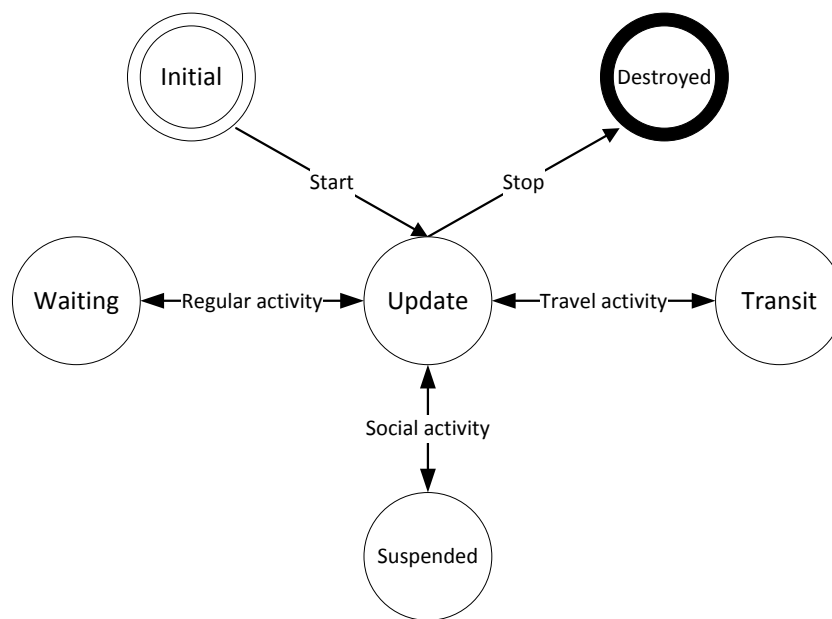 Initial
Destroyed
Start
Stop
Waiting
Regular activity
Update
Travel activity
Transit
Social activity
Suspended